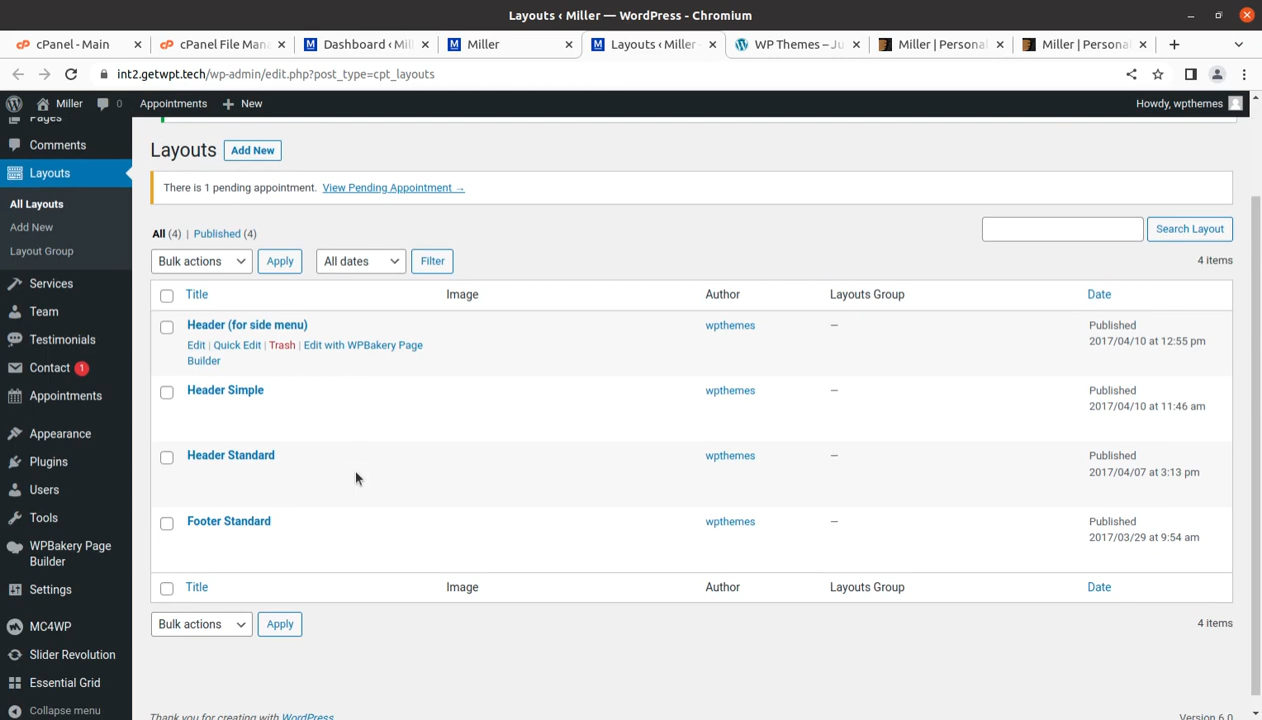 Layouts ‹ Miller — WordPress - Chromium
cPanel - Main
cPanel File Man
Dashboard ‹ Mil
Miller
Layouts ‹ Miller
WP Themes – Ju
Miller | Persona
Miller | Persona
int2.getwpt.tech/wp-admin/edit.php?post_type=cpt_layouts
Miller
0
Appointments
New
Howdy, wpthemes
Pages
Comments
Layouts
All Layouts
Add New
Layout Group
Services
Team
Testimonials
Contact 1
Appointments
Appearance
Plugins
Users
Tools
WPBakery Page
Builder
Settings
MC4WP
Slider Revolution
Essential Grid
Collapse menu
Layouts Add New
There is 1 pending appointment. View Pending Appointment →
All (4) | Published (4)
Search Layout
Bulk actions Apply All dates Filter
4 items
Title Image Author Layouts Group Date
Header (for side menu) wpthemes — Published
2017/04/10 at 12:55 pm
Edit | Quick Edit | Trash | Edit with WPBakery Page
Builder
Header Simple wpthemes — Published
2017/04/10 at 11:46 am
Header Standard wpthemes — Published
2017/04/07 at 3:13 pm
Footer Standard wpthemes — Published
2017/03/29 at 9:54 am
Title Image Author Layouts Group Date
Bulk actions Apply
4 items
Thank you for creating with WordPress
Version 6.0